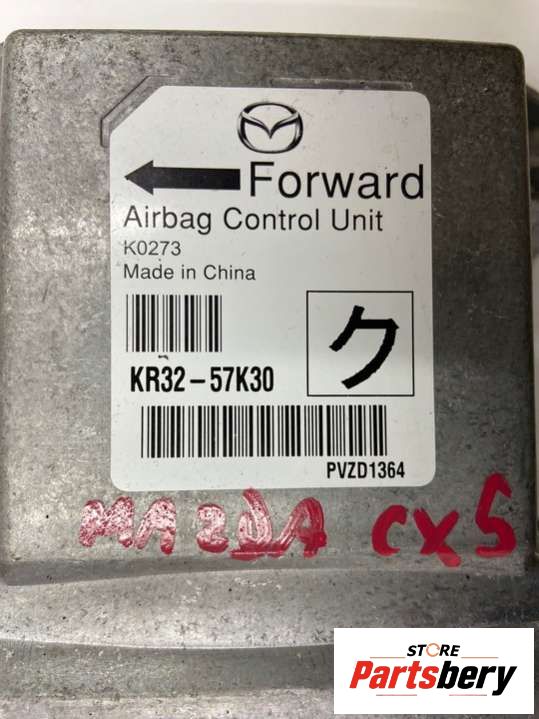 Forward
Airbag Control Unit
K0273
Made in China
ク
KR32-57K30
PVZD1364
MAZDA CX5
STORE
Partsbery